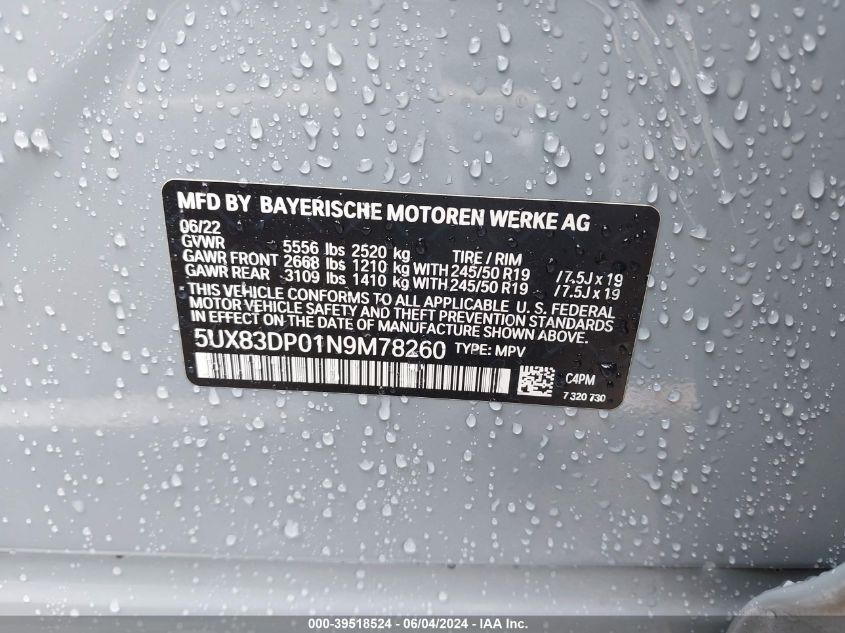 MFD BY BAYERISCHE MOTOREN WERKE AG
06/22
GVWR 5556 lbs 2520 kg TIRE / RIM
GAWR FRONT 2668 lbs 1210 kg WITH 245/50 R19 /7.5J x 19
GAWR REAR 3109 lbs 1410 kg WITH 245/50 R19 /7.5J x 19
THIS VEHICLE CONFORMS TO ALL APPLICABLE U. S. FEDERAL
MOTOR VEHICLE SAFETY AND THEFT PREVENTION STANDARDS
IN EFFECT ON THE DATE OF MANUFACTURE SHOWN ABOVE.
5UX83DP01N9M78260 TYPE: MPV
C4PM
7 320 730
000-39518524 - 06/04/2024 - IAA Inc.